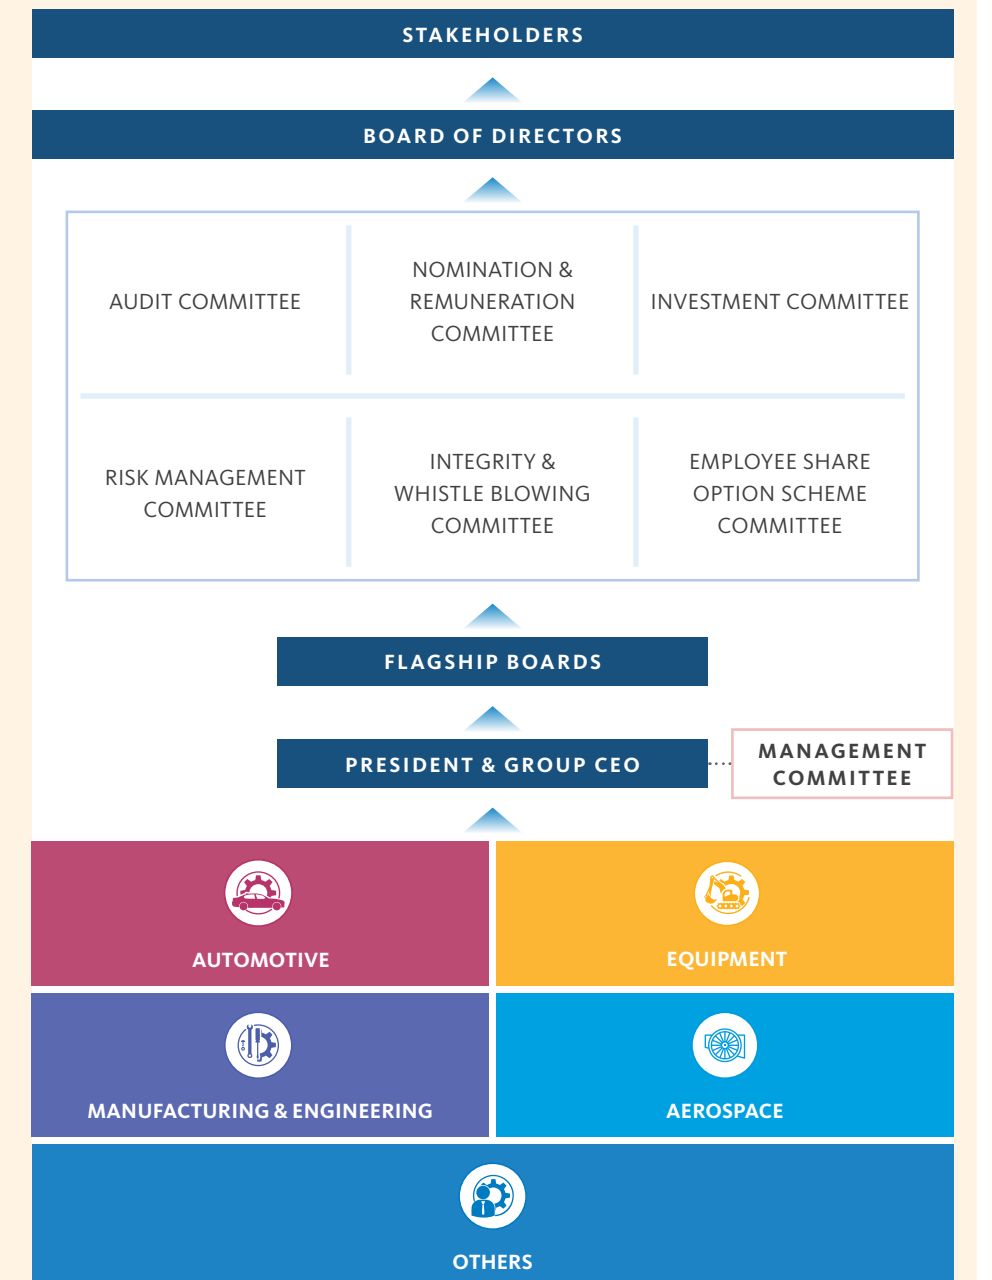 STAKEHOLDERS
BOARD OF DIRECTORS
AUDIT COMMITTEE
NOMINATION &
REMUNERATION
COMMITTEE
INVESTMENT COMMITTEE
RISK MANAGEMENT
COMMITTEE
INTEGRITY &
WHISTLE BLOWING
COMMITTEE
EMPLOYEE SHARE
OPTION SCHEME
COMMITTEE
FLAGSHIP BOARDS
PRESIDENT & GROUP CEO
MANAGEMENT
COMMITTEE
AUTOMOTIVE
EQUIPMENT
MANUFACTURING & ENGINEERING
AEROSPACE
OTHERS